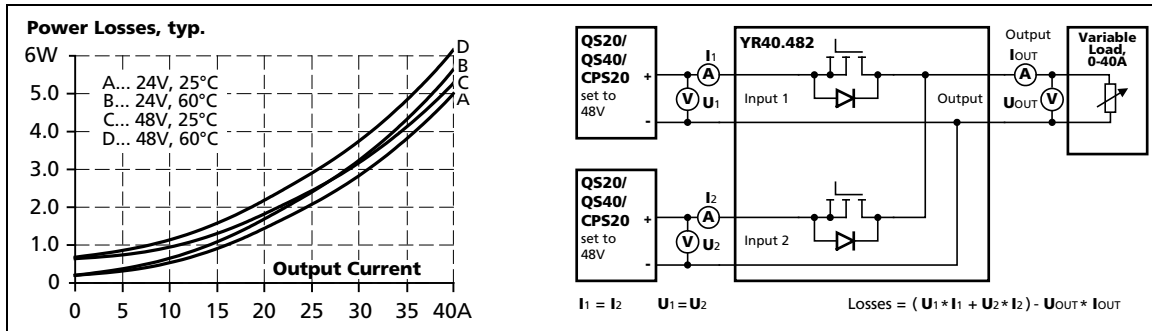 Power Losses, typ.
6W
5.0
4.0
3.0
2.0
1.0
0
A... 24V, 25°C
B... 24V, 60°C
C... 48V, 25°C
D... 48V, 60°C
D
B
C
A
Output Current
0 5 10 15 20 25 30 35 40A
QS20/
QS40/
CPS20
set to
48V
+
-
I1
A
V U1
YR40.482
Input 1
Output
Output
IOUT
A
UOUT V
Variable
Load,
0-40A
QS20/
QS40/
CPS20
set to
48V
+
-
I2
A
V U2
Input 2
I1 = I2 U1 = U2 Losses = ( U1 * I1 + U2 * I2 ) - UOUT * IOUT